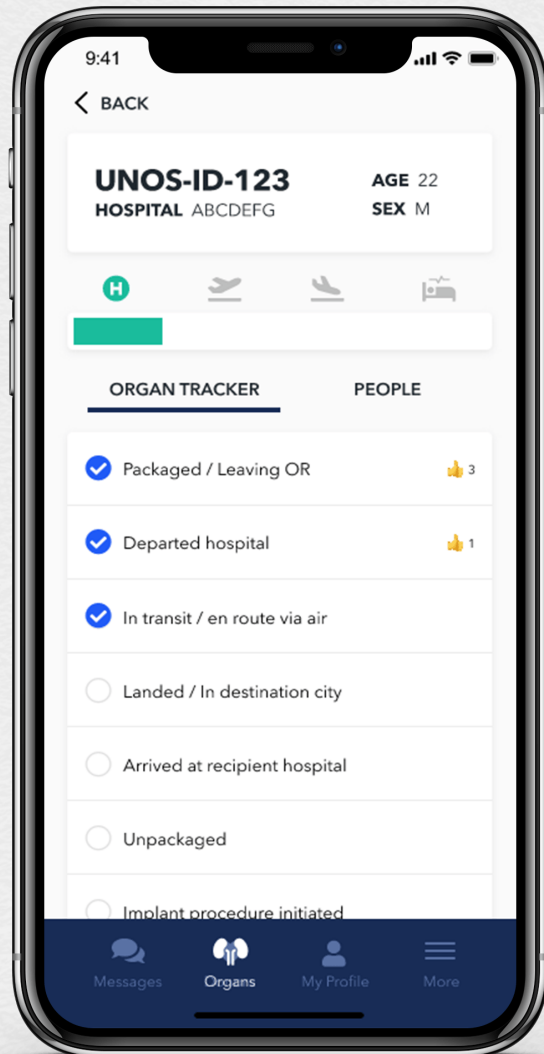 9:41
BACK
UNOS-ID-123
HOSPITAL ABCDEFG
AGE 22
SEX M
H
ORGAN TRACKER PEOPLE
Packaged / Leaving OR 👍 3
Departed hospital 👍 1
In transit / en route via air
Landed / In destination city
Arrived at recipient hospital
Unpackaged
Implant procedure initiated
Messages Organs My Profile More